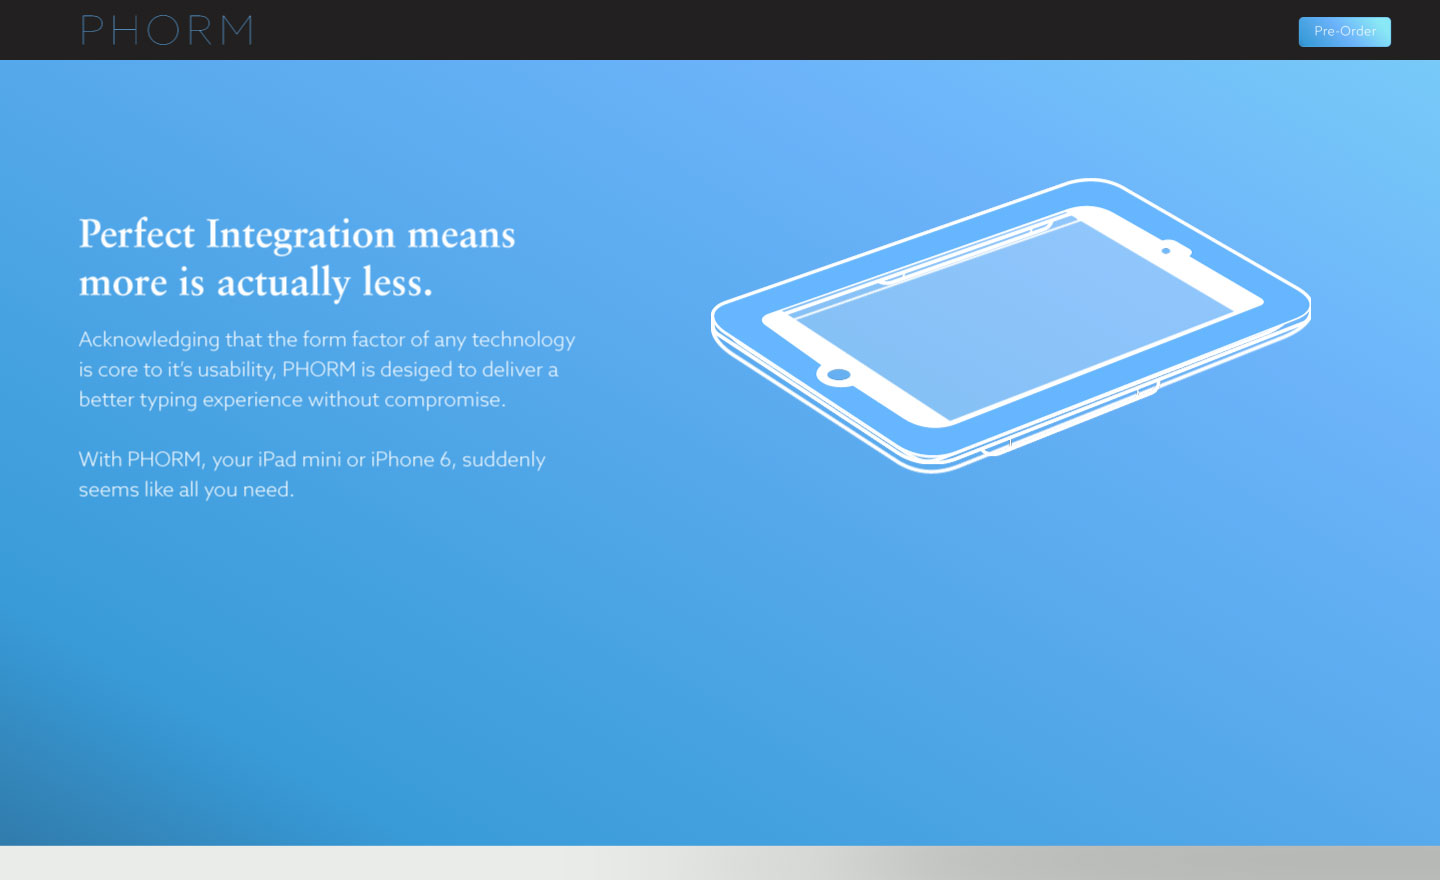 PHORM
Pre-Order
Perfect Integration means
more is actually less.
Acknowledging that the form factor of any technology
is core to it’s usability, PHORM is desiged to deliver a
better typing experience without compromise.
With PHORM, your iPad mini or iPhone 6, suddenly
seems like all you need.